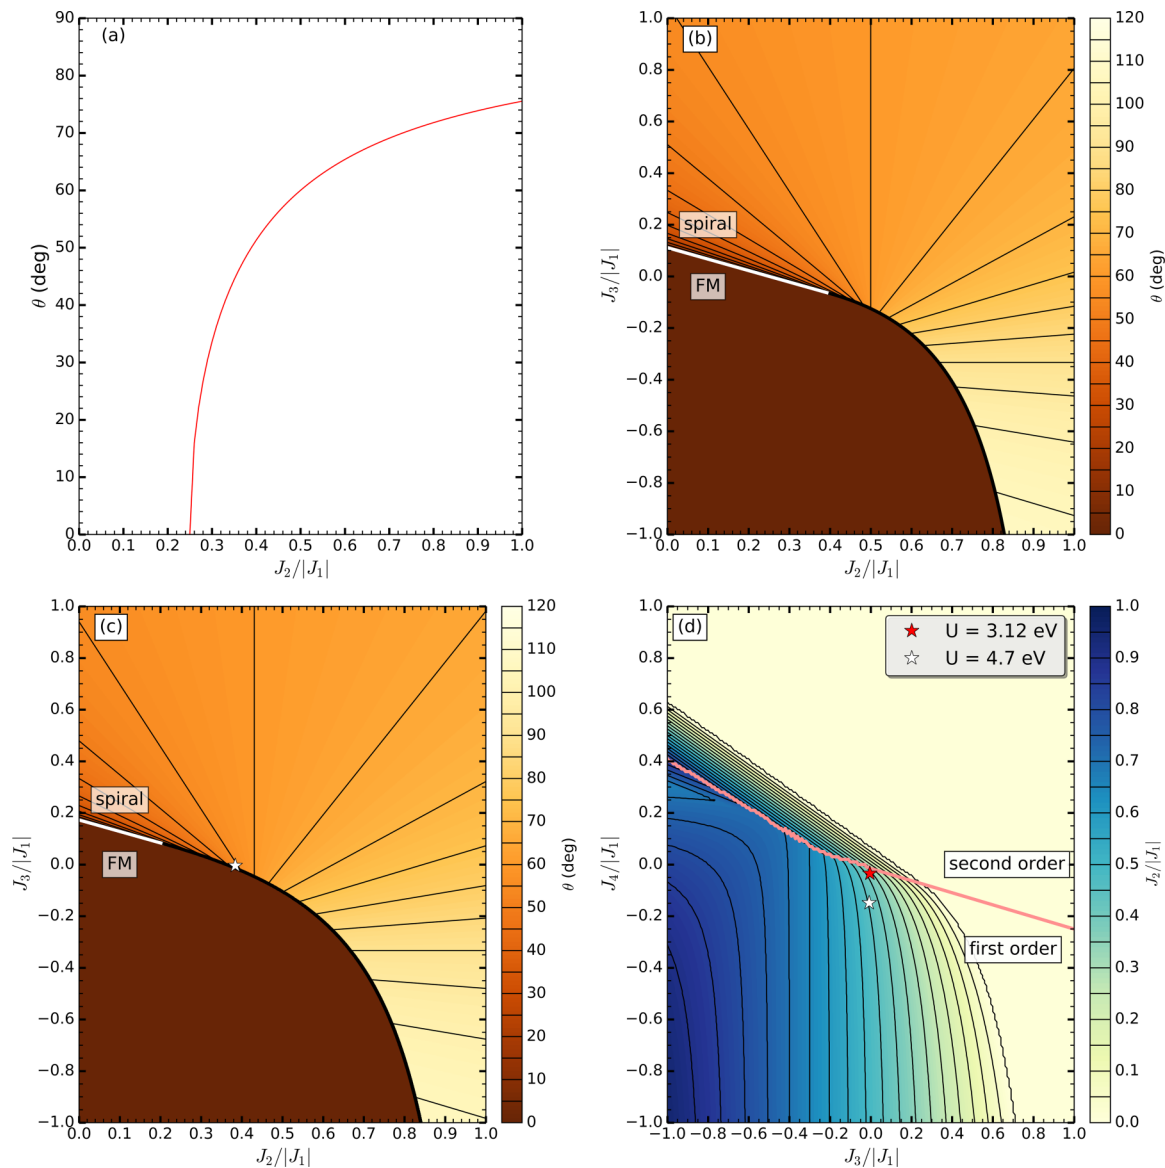 (a)
90
80
70
60
50
40
30
20
10
0
θ (deg)
0.0 0.1 0.2 0.3 0.4 0.5 0.6 0.7 0.8 0.9 1.0
J2/|J1|
(b)
spiral
FM
1.0
0.8
0.6
0.4
0.2
0.0
−0.2
−0.4
−0.6
−0.8
−1.0
J3/|J1|
0.0 0.1 0.2 0.3 0.4 0.5 0.6 0.7 0.8 0.9 1.0
J2/|J1|
120
110
100
90
80
70
60
50
40
30
20
10
0
θ (deg)
(c)
spiral
FM
1.0
0.8
0.6
0.4
0.2
0.0
−0.2
−0.4
−0.6
−0.8
−1.0
J3/|J1|
0.0 0.1 0.2 0.3 0.4 0.5 0.6 0.7 0.8 0.9 1.0
J2/|J1|
120
110
100
90
80
70
60
50
40
30
20
10
0
θ (deg)
(d)
U = 3.12 eV
U = 4.7 eV
second order
first order
1.0
0.8
0.6
0.4
0.2
0.0
−0.2
−0.4
−0.6
−0.8
−1.0
J4/|J1|
−1.0 −0.8 −0.6 −0.4 −0.2 0.0 0.2 0.4 0.6 0.8 1.0
J3/|J1|
1.0
0.9
0.8
0.7
0.6
0.5
0.4
0.3
0.2
0.1
0.0
J2/|J1|